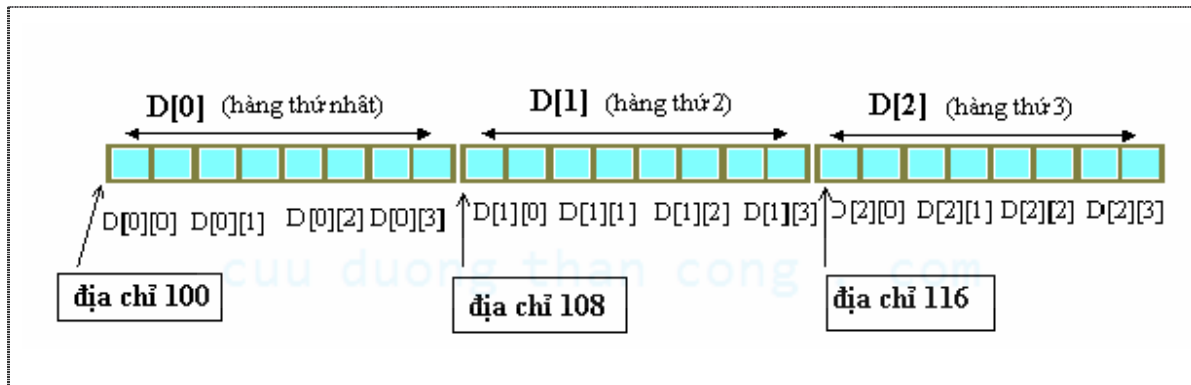 D[0] (hàng thứ nhất) D[1] (hàng thứ 2) D[2] (hàng thứ 3)
D[0][0] D[0][1] D[0][2] D[0][3] D[1][0] D[1][1] D[1][2] D[1][3] D[2][0] D[2][1] D[2][2] D[2][3]
cuu duong than cong . com
địa chỉ 100 địa chỉ 108 địa chỉ 116